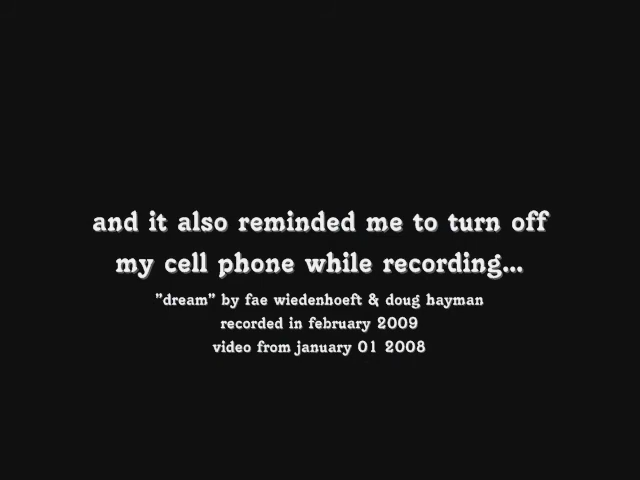 and it also reminded me to turn off
my cell phone while recording...
"dream" by fae wiedenhoeft & doug hayman
recorded in february 2009
video from january 01 2008